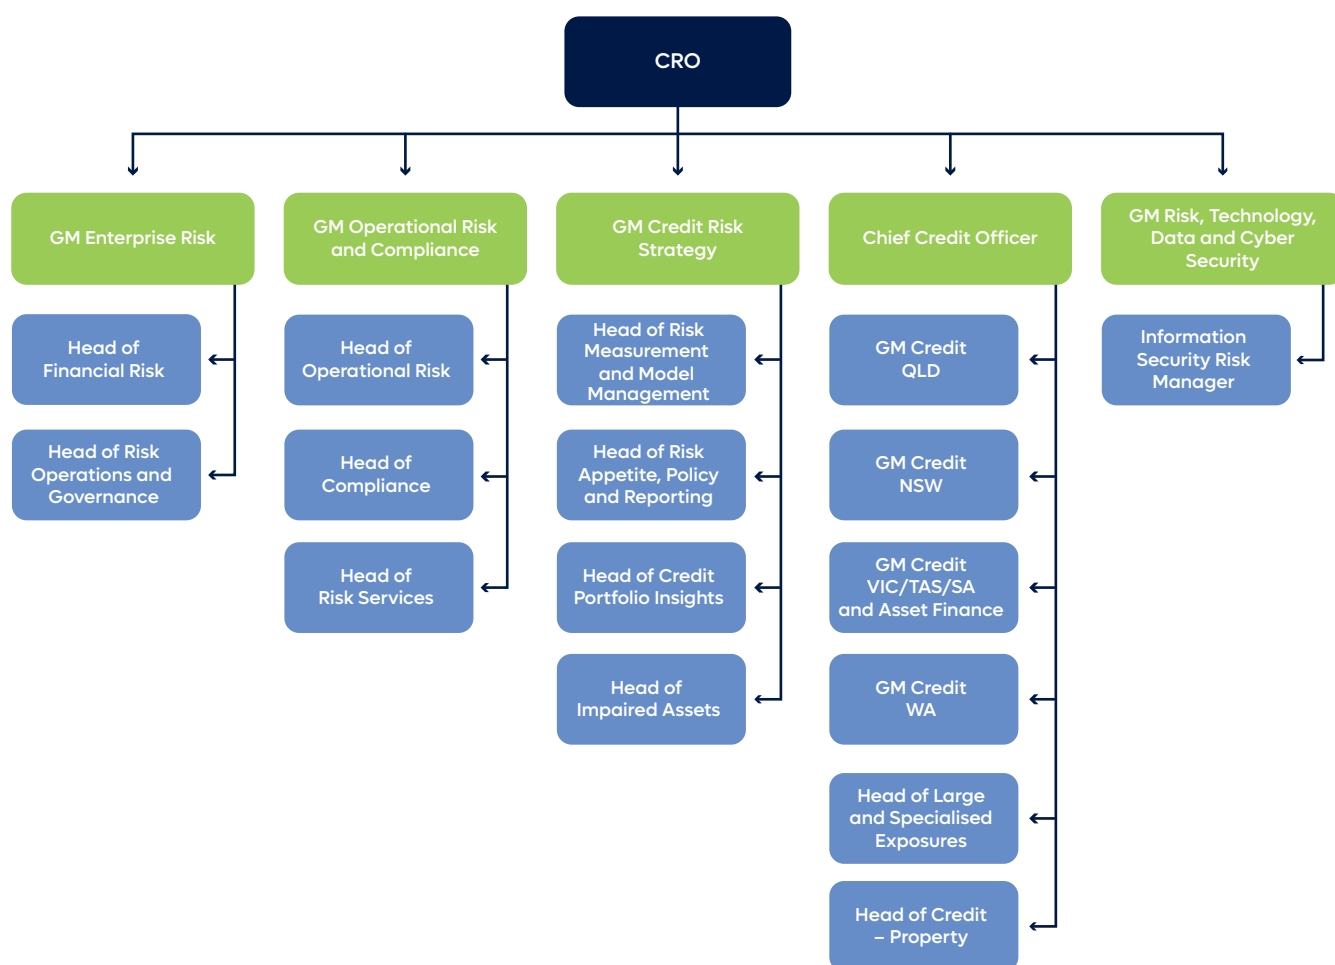 CRO
GM Enterprise Risk
GM Operational Risk
and Compliance
GM Credit Risk
Strategy
Chief Credit Officer
GM Risk, Technology,
Data and Cyber
Security
Head of
Financial Risk
Head of Risk
Operations and
Governance
Head of
Operational Risk
Head of
Compliance
Head of
Risk Services
Head of Risk
Measurement
and Model
Management
Head of Risk
Appetite, Policy
and Reporting
Head of Credit
Portfolio Insights
Head of
Impaired Assets
GM Credit
QLD
GM Credit
NSW
GM Credit
VIC/TAS/SA
and Asset Finance
GM Credit
WA
Head of Large
and Specialised
Exposures
Head of Credit
– Property
Information
Security Risk
Manager